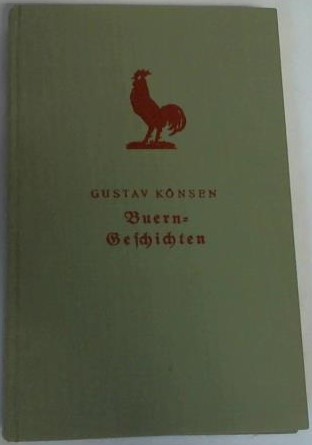 GUSTAV KÖNSEN
Buern=
Geschichten